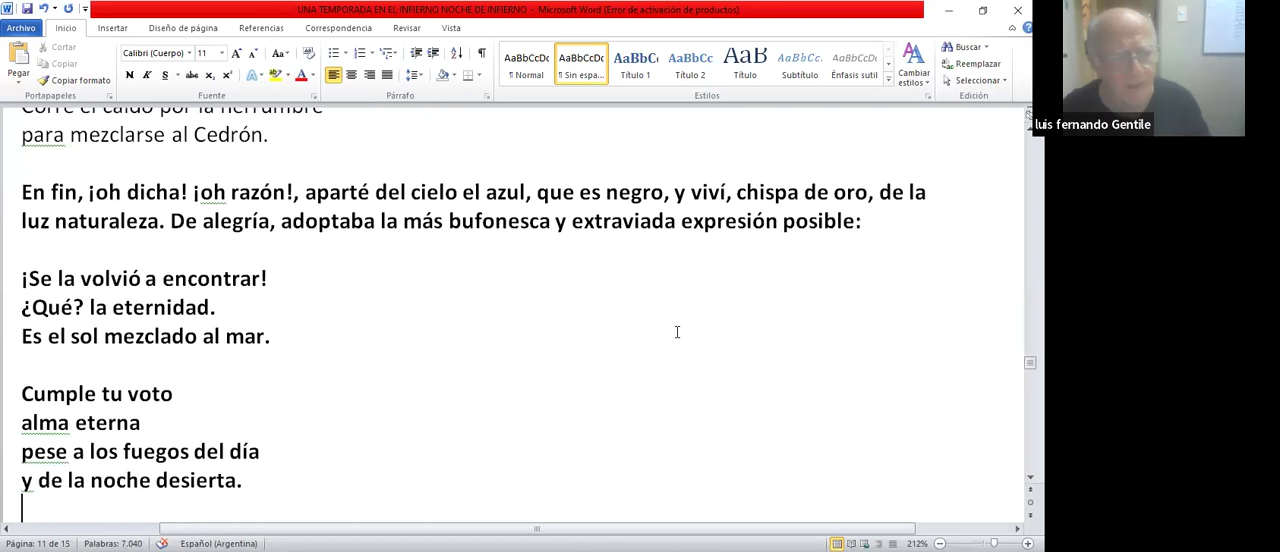 UNA TEMPORADA EN EL INFIERNO NOCHE DE INFIERNO - Microsoft Word (Error de activación de productos)
Archivo Inicio Insertar Diseño de página Referencias Correspondencia Revisar Vista
Pegar
Cortar
Copiar
Copiar formato
Portapapeles
Calibri (Cuerpo) 11
Fuente
Párrafo
AaBbCcDc AaBbCcDc AaBbC AaBbCc AaB AaBbCc. AaBbCcDc
¶ Normal ¶ Sin espa... Título 1 Título 2 Título Subtítulo Énfasis sutil
Cambiar estilos
Estilos
Buscar
Reemplazar
Seleccionar
Edición
luis fernando Gentile
Corre el caldo por la herrumbre
para mezclarse al Cedrón.
En fin, ¡oh dicha! ¡oh razón!, aparté del cielo el azul, que es negro, y viví, chispa de oro, de la
luz naturaleza. De alegría, adoptaba la más bufonesca y extraviada expresión posible:
¡Se la volvió a encontrar!
¿Qué? la eternidad.
Es el sol mezclado al mar.
Cumple tu voto
alma eterna
pese a los fuegos del día
y de la noche desierta.
Página: 11 de 15 Palabras: 7.040 Español (Argentina) 212%